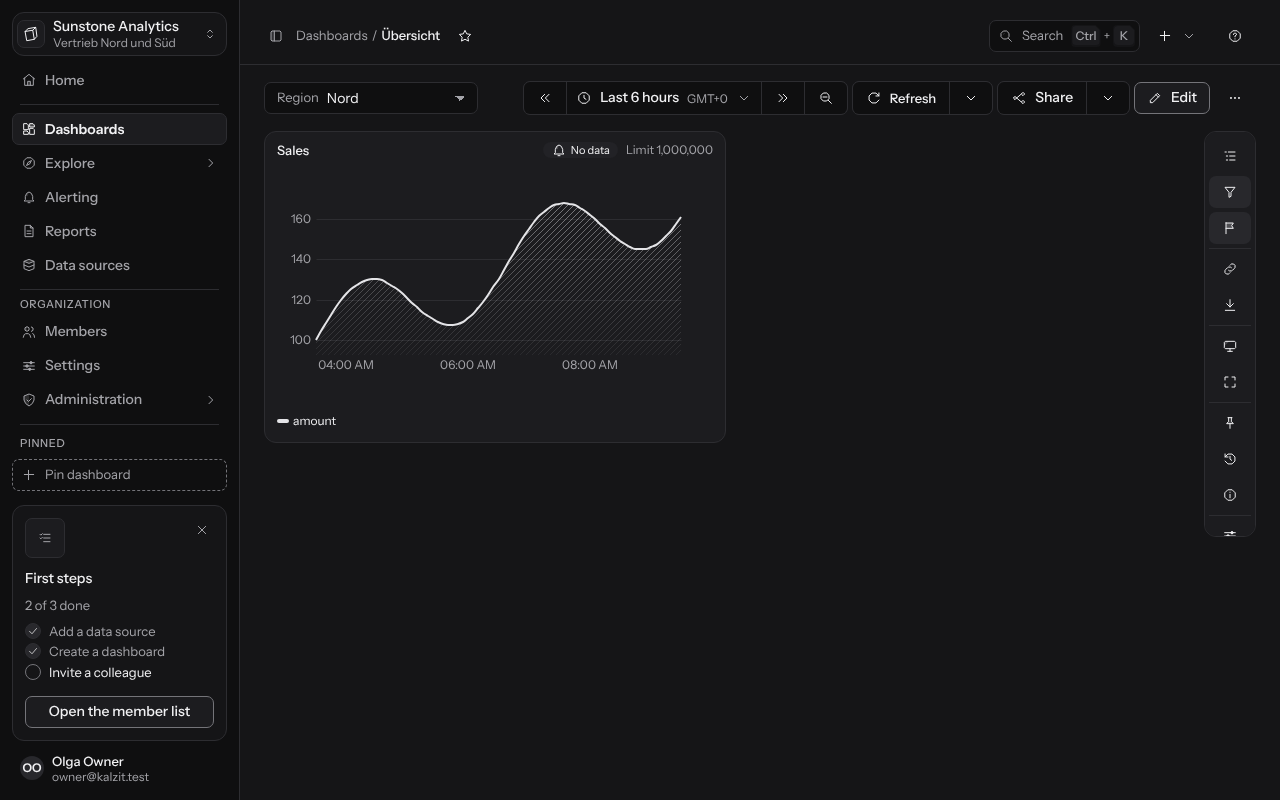 Sunstone Analytics
Vertrieb Nord und Süd
Home
Dashboards
Explore
Alerting
Reports
Data sources
ORGANIZATION
Members
Settings
Administration
PINNED
Pin dashboard
First steps
2 of 3 done
Add a data source
Create a dashboard
Invite a colleague
Open the member list
OO
Olga Owner
owner@kalzit.test
Dashboards / Übersicht
Search Ctrl + K
Region Nord
Last 6 hours GMT+0
Refresh
Share
Edit
Sales
No data
Limit 1,000,000
160
140
120
100
04:00 AM 06:00 AM 08:00 AM
amount